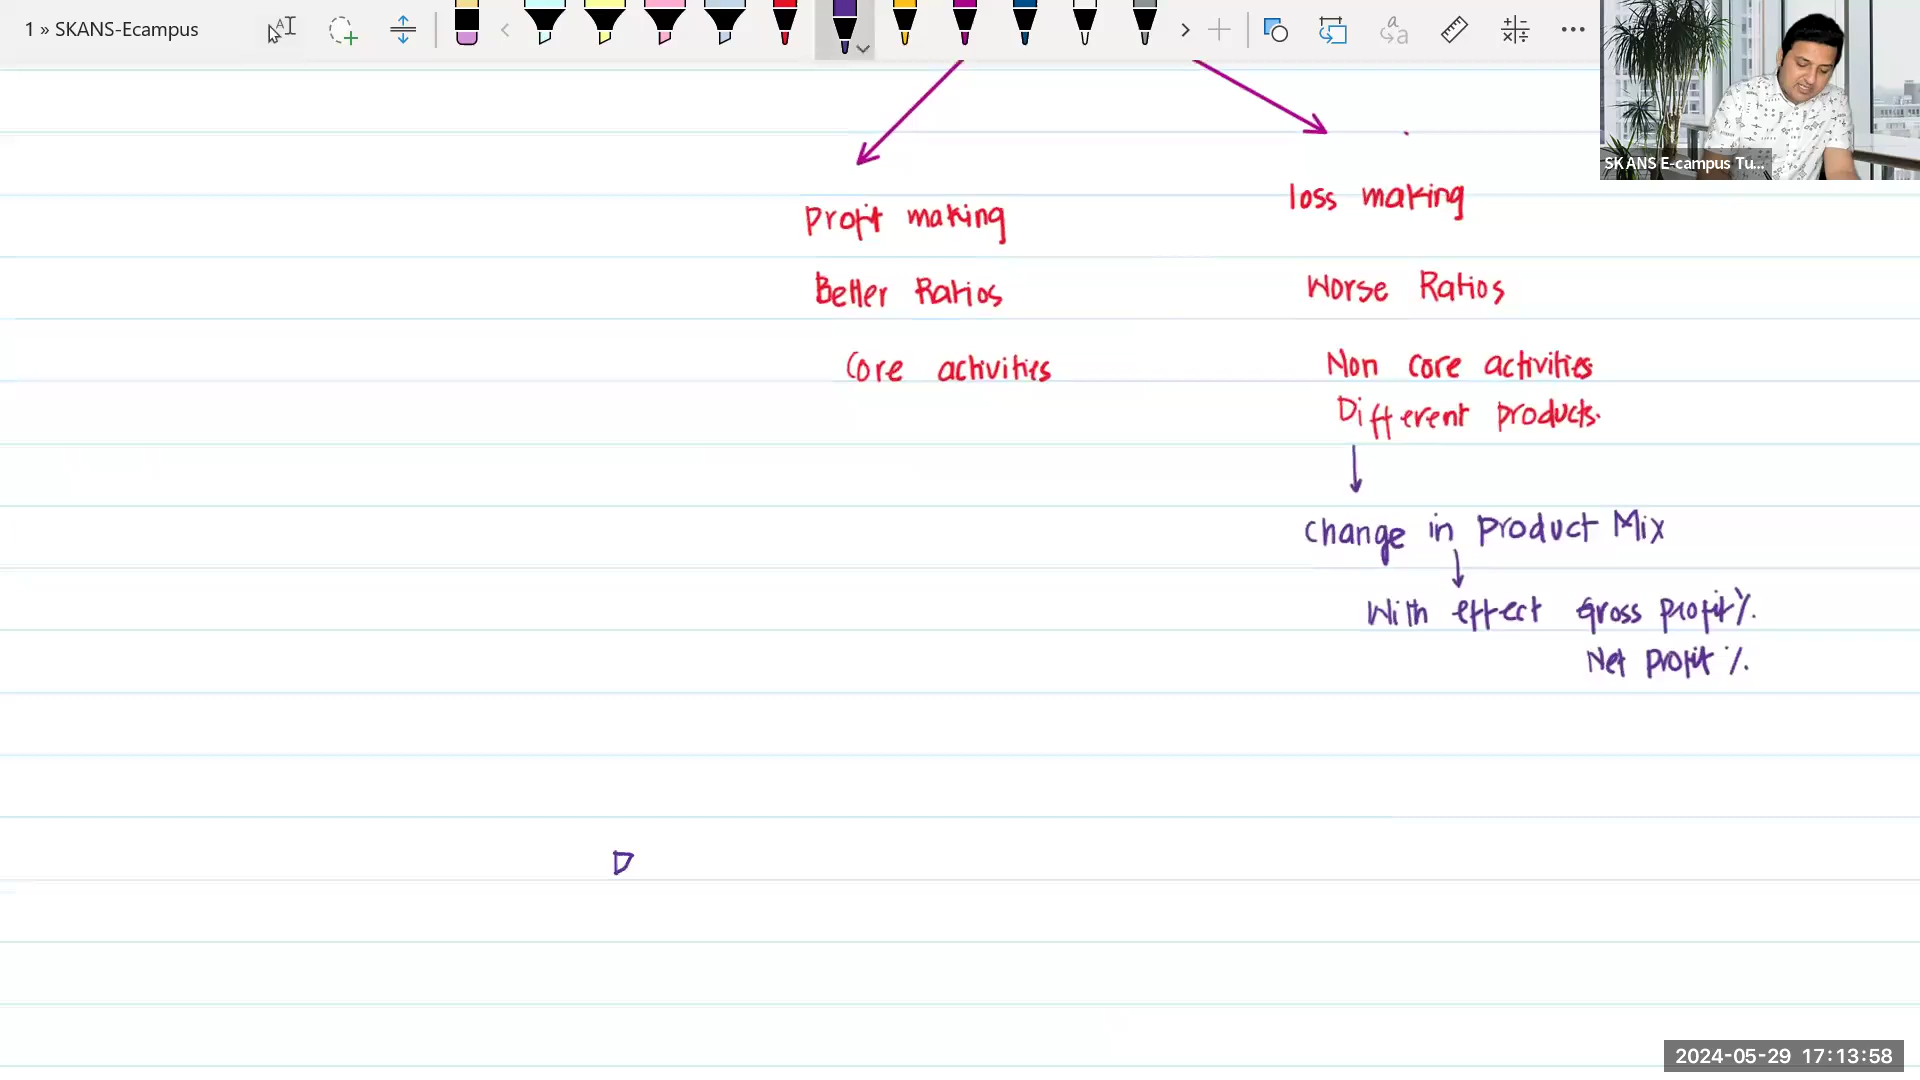 1 » SKANS-Ecampus
SKANS E-campus Tu...
Profit making
Better Ratios
Core activities
loss making
Worse Ratios
Non core activities
Different products.
Change in product Mix
With effect Gross profit%.
Net profit %.
D
2024-05-29 17:13:58